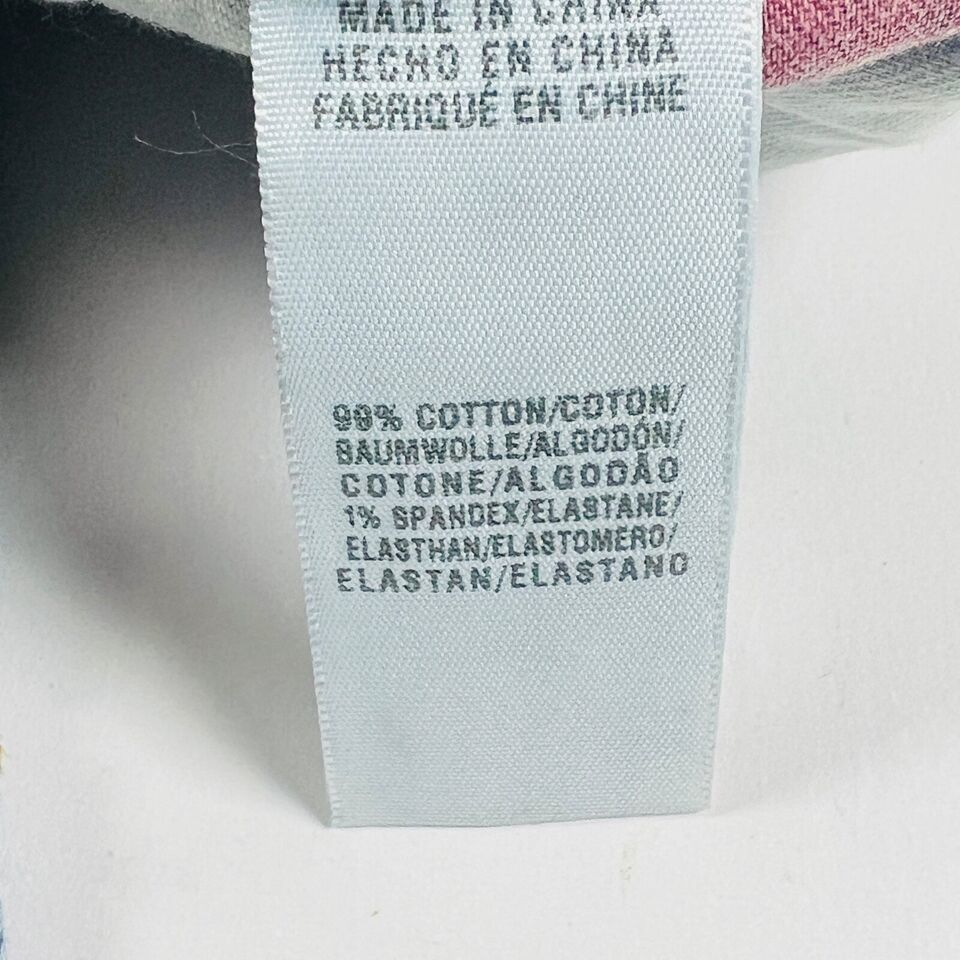 MADE IN CHINA
HECHO EN CHINA
FABRIQUÉ EN CHINE
99% COTTON/COTON/
BAUMWOLLE/ALGODÓN/
COTONE/ALGODÃO
1% SPANDEX/ELASTANE/
ELASTHAN/ELASTOMERO/
ELASTAN/ELASTANO